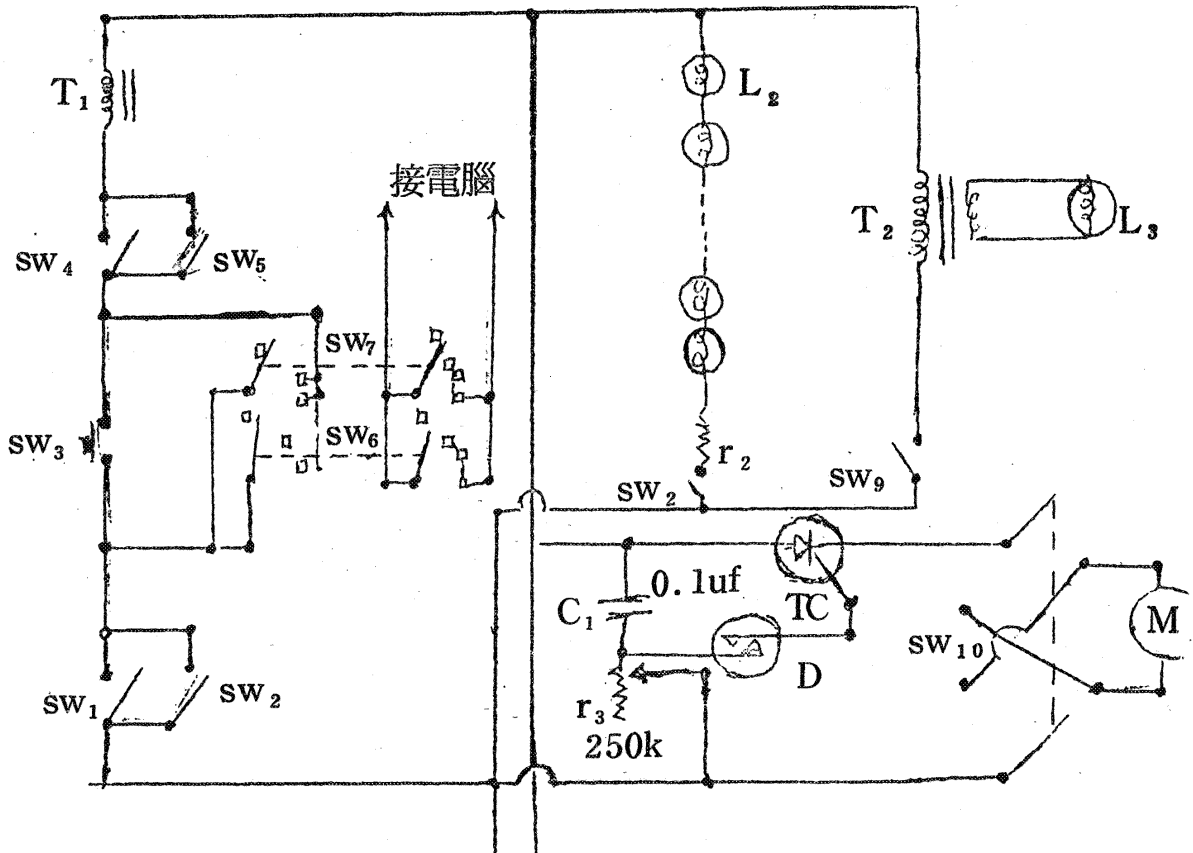 T₁
L₂
接電腦
T₂
L₃
SW₄
SW₅
SW₇
SW₃
SW₆
r₂
SW₂
SW₉
0.1uf
C₁
TC
M
SW₁₀
D
SW₁
SW₂
r₃
250k